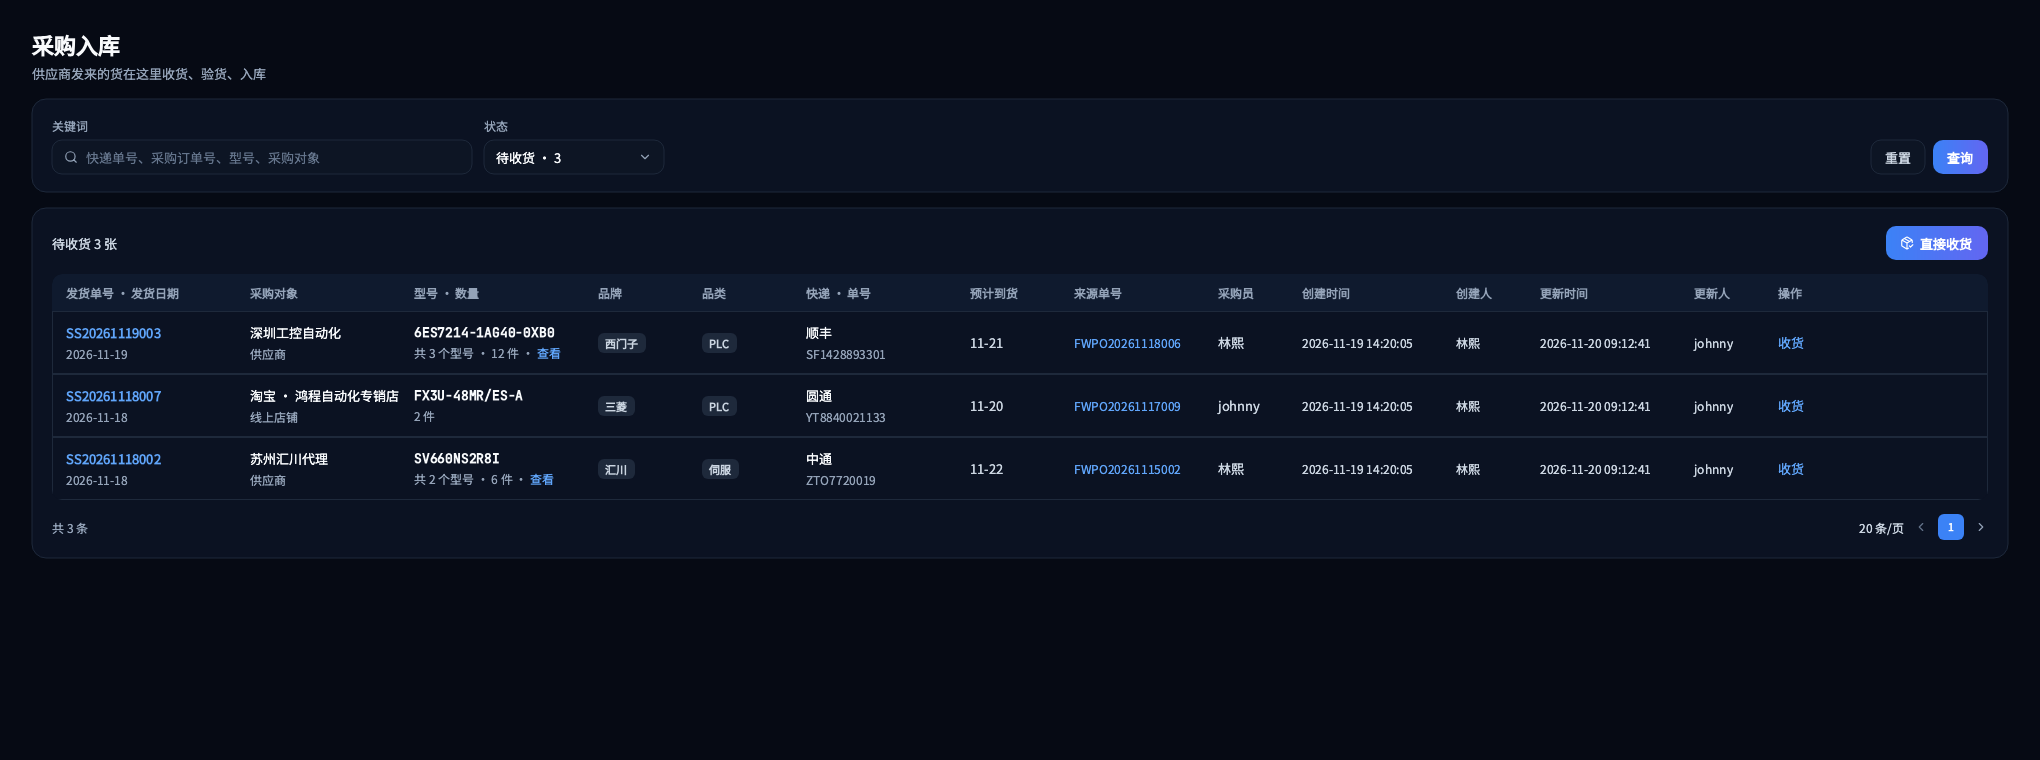 采购入库
供应商发来的货在这里收货、验货、入库
关键词 状态
快递单号、采购订单号、型号、采购对象 待收货 · 3 重置 查询
待收货 3 张 直接收货
发货单号 · 发货日期 采购对象 型号 · 数量 品牌 品类 快递 · 单号 预计到货 来源单号 采购员 创建时间 创建人 更新时间 更新人 操作
SS20261119003 深圳工控自动化 6ES7214-1AG40-0XB0 西门子 PLC 顺丰 11-21 FWPO20261118006 林熙 2026-11-19 14:20:05 林熙 2026-11-20 09:12:41 johnny 收货
2026-11-19 供应商 共 3 个型号 · 12 件 · 查看 SF1428893301
SS20261118007 淘宝 · 鸿程自动化专销店 FX3U-48MR/ES-A 三菱 PLC 圆通 11-20 FWPO20261117009 johnny 2026-11-19 14:20:05 林熙 2026-11-20 09:12:41 johnny 收货
2026-11-18 线上店铺 2 件 YT8840021133
SS20261118002 苏州汇川代理 SV660NS2R8I 汇川 伺服 中通 11-22 FWPO20261115002 林熙 2026-11-19 14:20:05 林熙 2026-11-20 09:12:41 johnny 收货
2026-11-18 供应商 共 2 个型号 · 6 件 · 查看 ZTO7720019
共 3 条 20 条/页 1